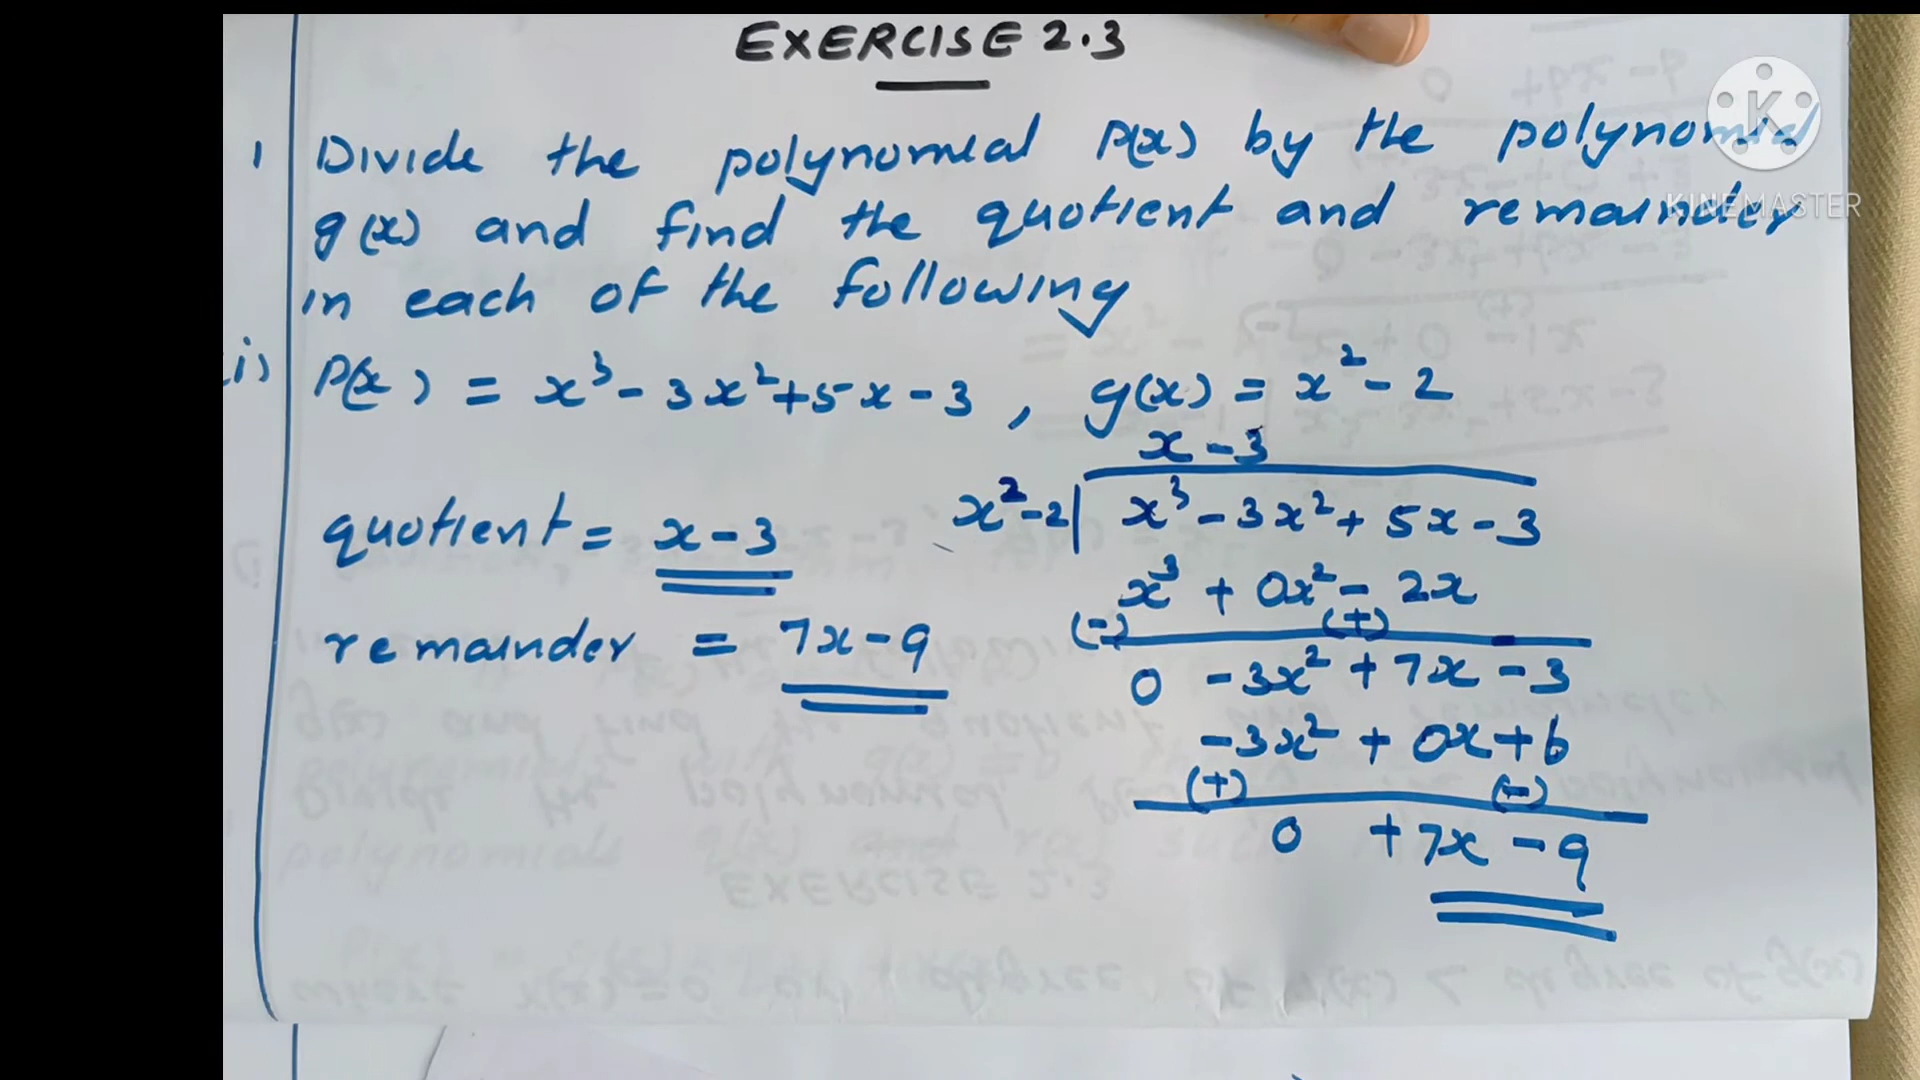 EXERCISE 2.3
1 Divide the polynomial P(x) by the polynomial
g(x) and find the quotient and remainder
in each of the following
i) P(x) = x³ - 3x² + 5x - 3, g(x) = x² - 2
x - 3
x² - 2 | x³ - 3x² + 5x - 3
quotient = x - 3
x³ + 0x² - 2x
(-) (+)
remainder = 7x - 9
0 - 3x² + 7x - 3
- 3x² + 0x + 6
(+) (-)
0 + 7x - 9
K
KINEMASTER